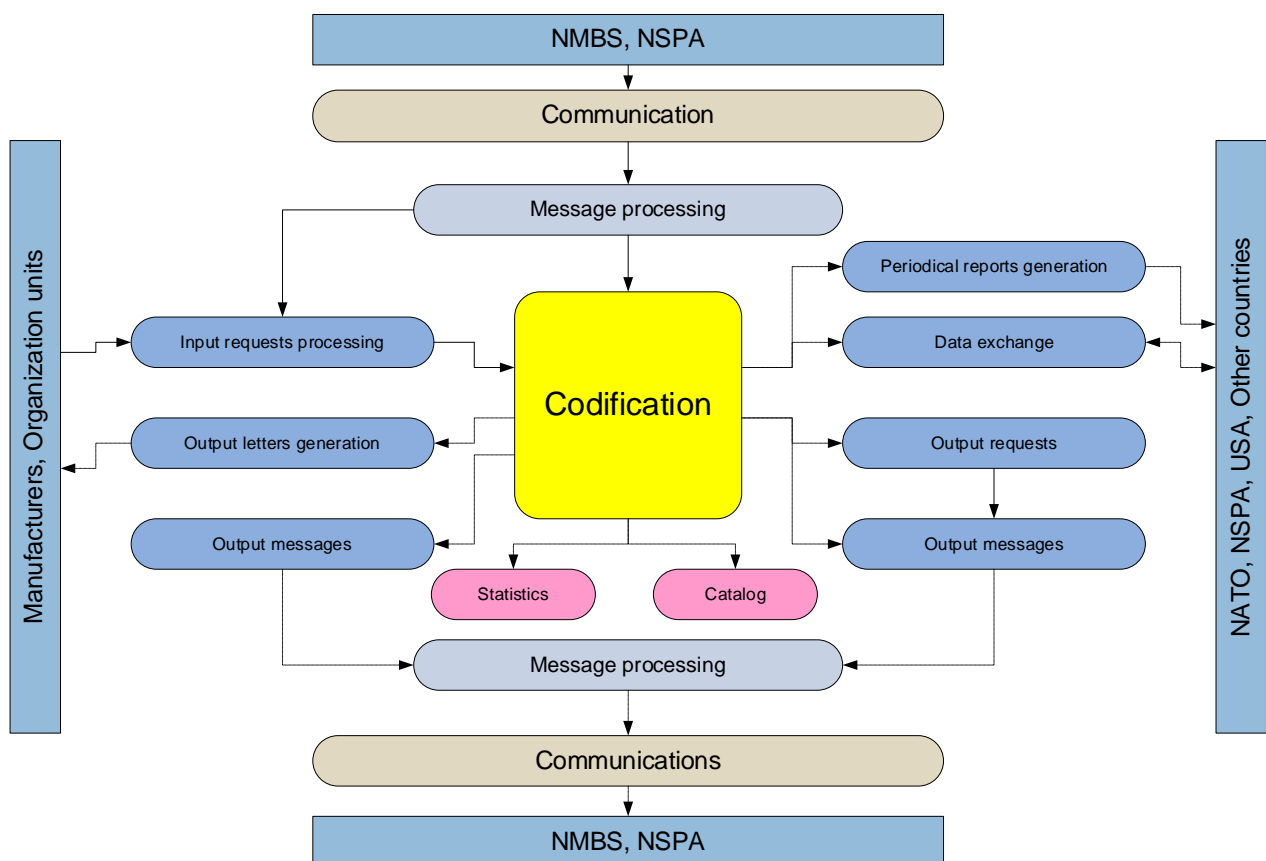 NMBS, NSPA
Communication
Message processing
Manufacturers, Organization units
NATO, NSPA, USA, Other countries
Periodical reports generation
Input requests processing
Data exchange
Codification
Output letters generation
Output requests
Output messages
Output messages
Statistics
Catalog
Message processing
Communications
NMBS, NSPA